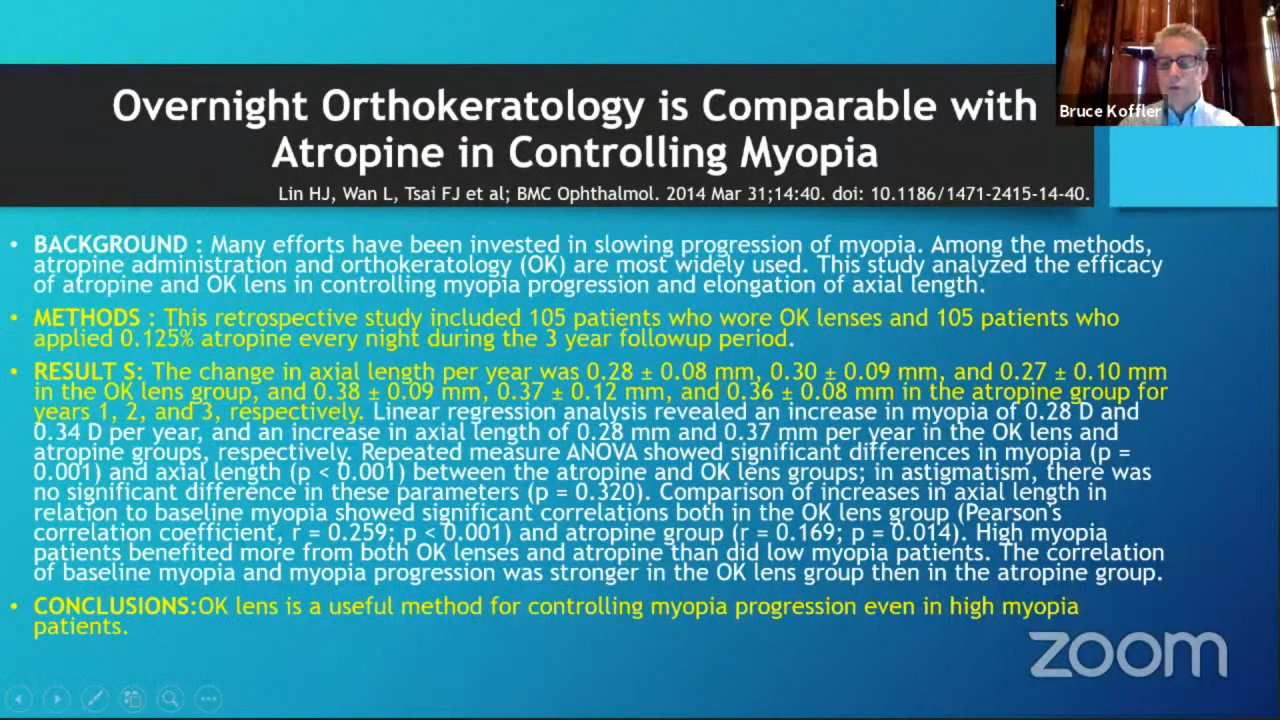 Overnight Orthokeratology is Comparable with
Atropine in Controlling Myopia
Lin HJ, Wan L, Tsai FJ et al; BMC Ophthalmol. 2014 Mar 31;14:40. doi: 10.1186/1471-2415-14-40.
Bruce Koffler
• BACKGROUND : Many efforts have been invested in slowing progression of myopia. Among the methods,
atropine administration and orthokeratology (OK) are most widely used. This study analyzed the efficacy
of atropine and OK lens in controlling myopia progression and elongation of axial length.
• METHODS : This retrospective study included 105 patients who wore OK lenses and 105 patients who
applied 0.125% atropine every night during the 3 year followup period.
• RESULT S: The change in axial length per year was 0.28 ± 0.08 mm, 0.30 ± 0.09 mm, and 0.27 ± 0.10 mm
in the OK lens group, and 0.38 ± 0.09 mm, 0.37 ± 0.12 mm, and 0.36 ± 0.08 mm in the atropine group for
years 1, 2, and 3, respectively. Linear regression analysis revealed an increase in myopia of 0.28 D and
0.34 D per year, and an increase in axial length of 0.28 mm and 0.37 mm per year in the OK lens and
atropine groups, respectively. Repeated measure ANOVA showed significant differences in myopia (p =
0.001) and axial length (p < 0.001) between the atropine and OK lens groups; in astigmatism, there was
no significant difference in these parameters (p = 0.320). Comparison of increases in axial length in
relation to baseline myopia showed significant correlations both in the OK lens group (Pearson's
correlation coefficient, r = 0.259; p < 0.001) and atropine group (r = 0.169; p = 0.014). High myopia
patients benefited more from both OK lenses and atropine than did low myopia patients. The correlation
of baseline myopia and myopia progression was stronger in the OK lens group then in the atropine group.
• CONCLUSIONS:OK lens is a useful method for controlling myopia progression even in high myopia
patients.
zoom